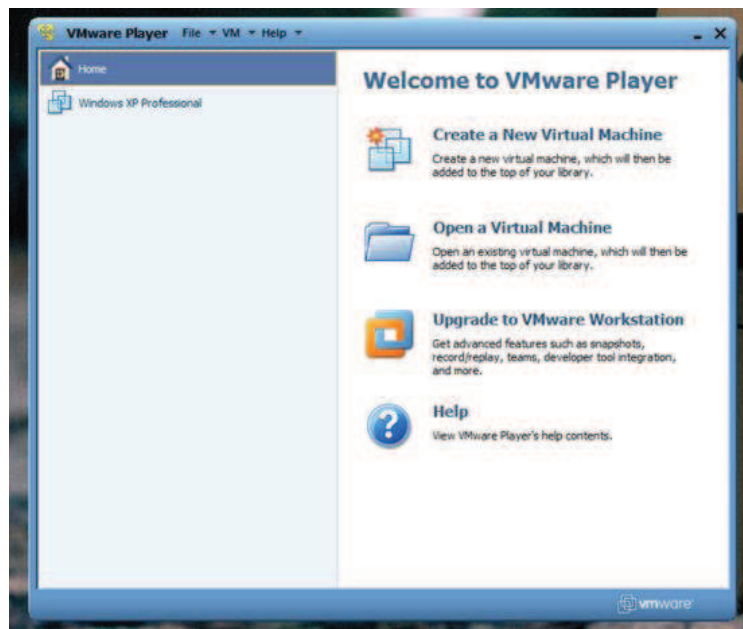 VMware Player File VM Help
Home
Windows XP Professional
Welcome to VMware Player
Create a New Virtual Machine
Create a new virtual machine, which will then be
added to the top of your library.
Open a Virtual Machine
Open an existing virtual machine, which will then be
added to the top of your library.
Upgrade to VMware Workstation
Get advanced features such as snapshots,
record/replay, teams, developer tool integration,
and more.
Help
View VMware Player's help contents.
vmware